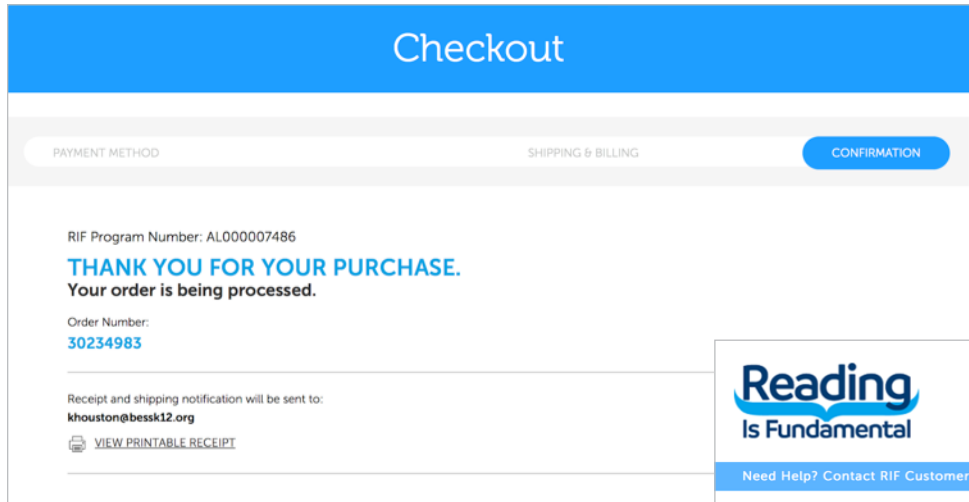 Checkout
PAYMENT METHOD
SHIPPING & BILLING
CONFIRMATION
RIF Program Number: AL000007486
THANK YOU FOR YOUR PURCHASE.
Your order is being processed.
Order Number:
30234983
Receipt and shipping notification will be sent to:
khouston@bessk12.org
VIEW PRINTABLE RECEIPT
Reading
Is Fundamental
Need Help? Contact RIF Customer